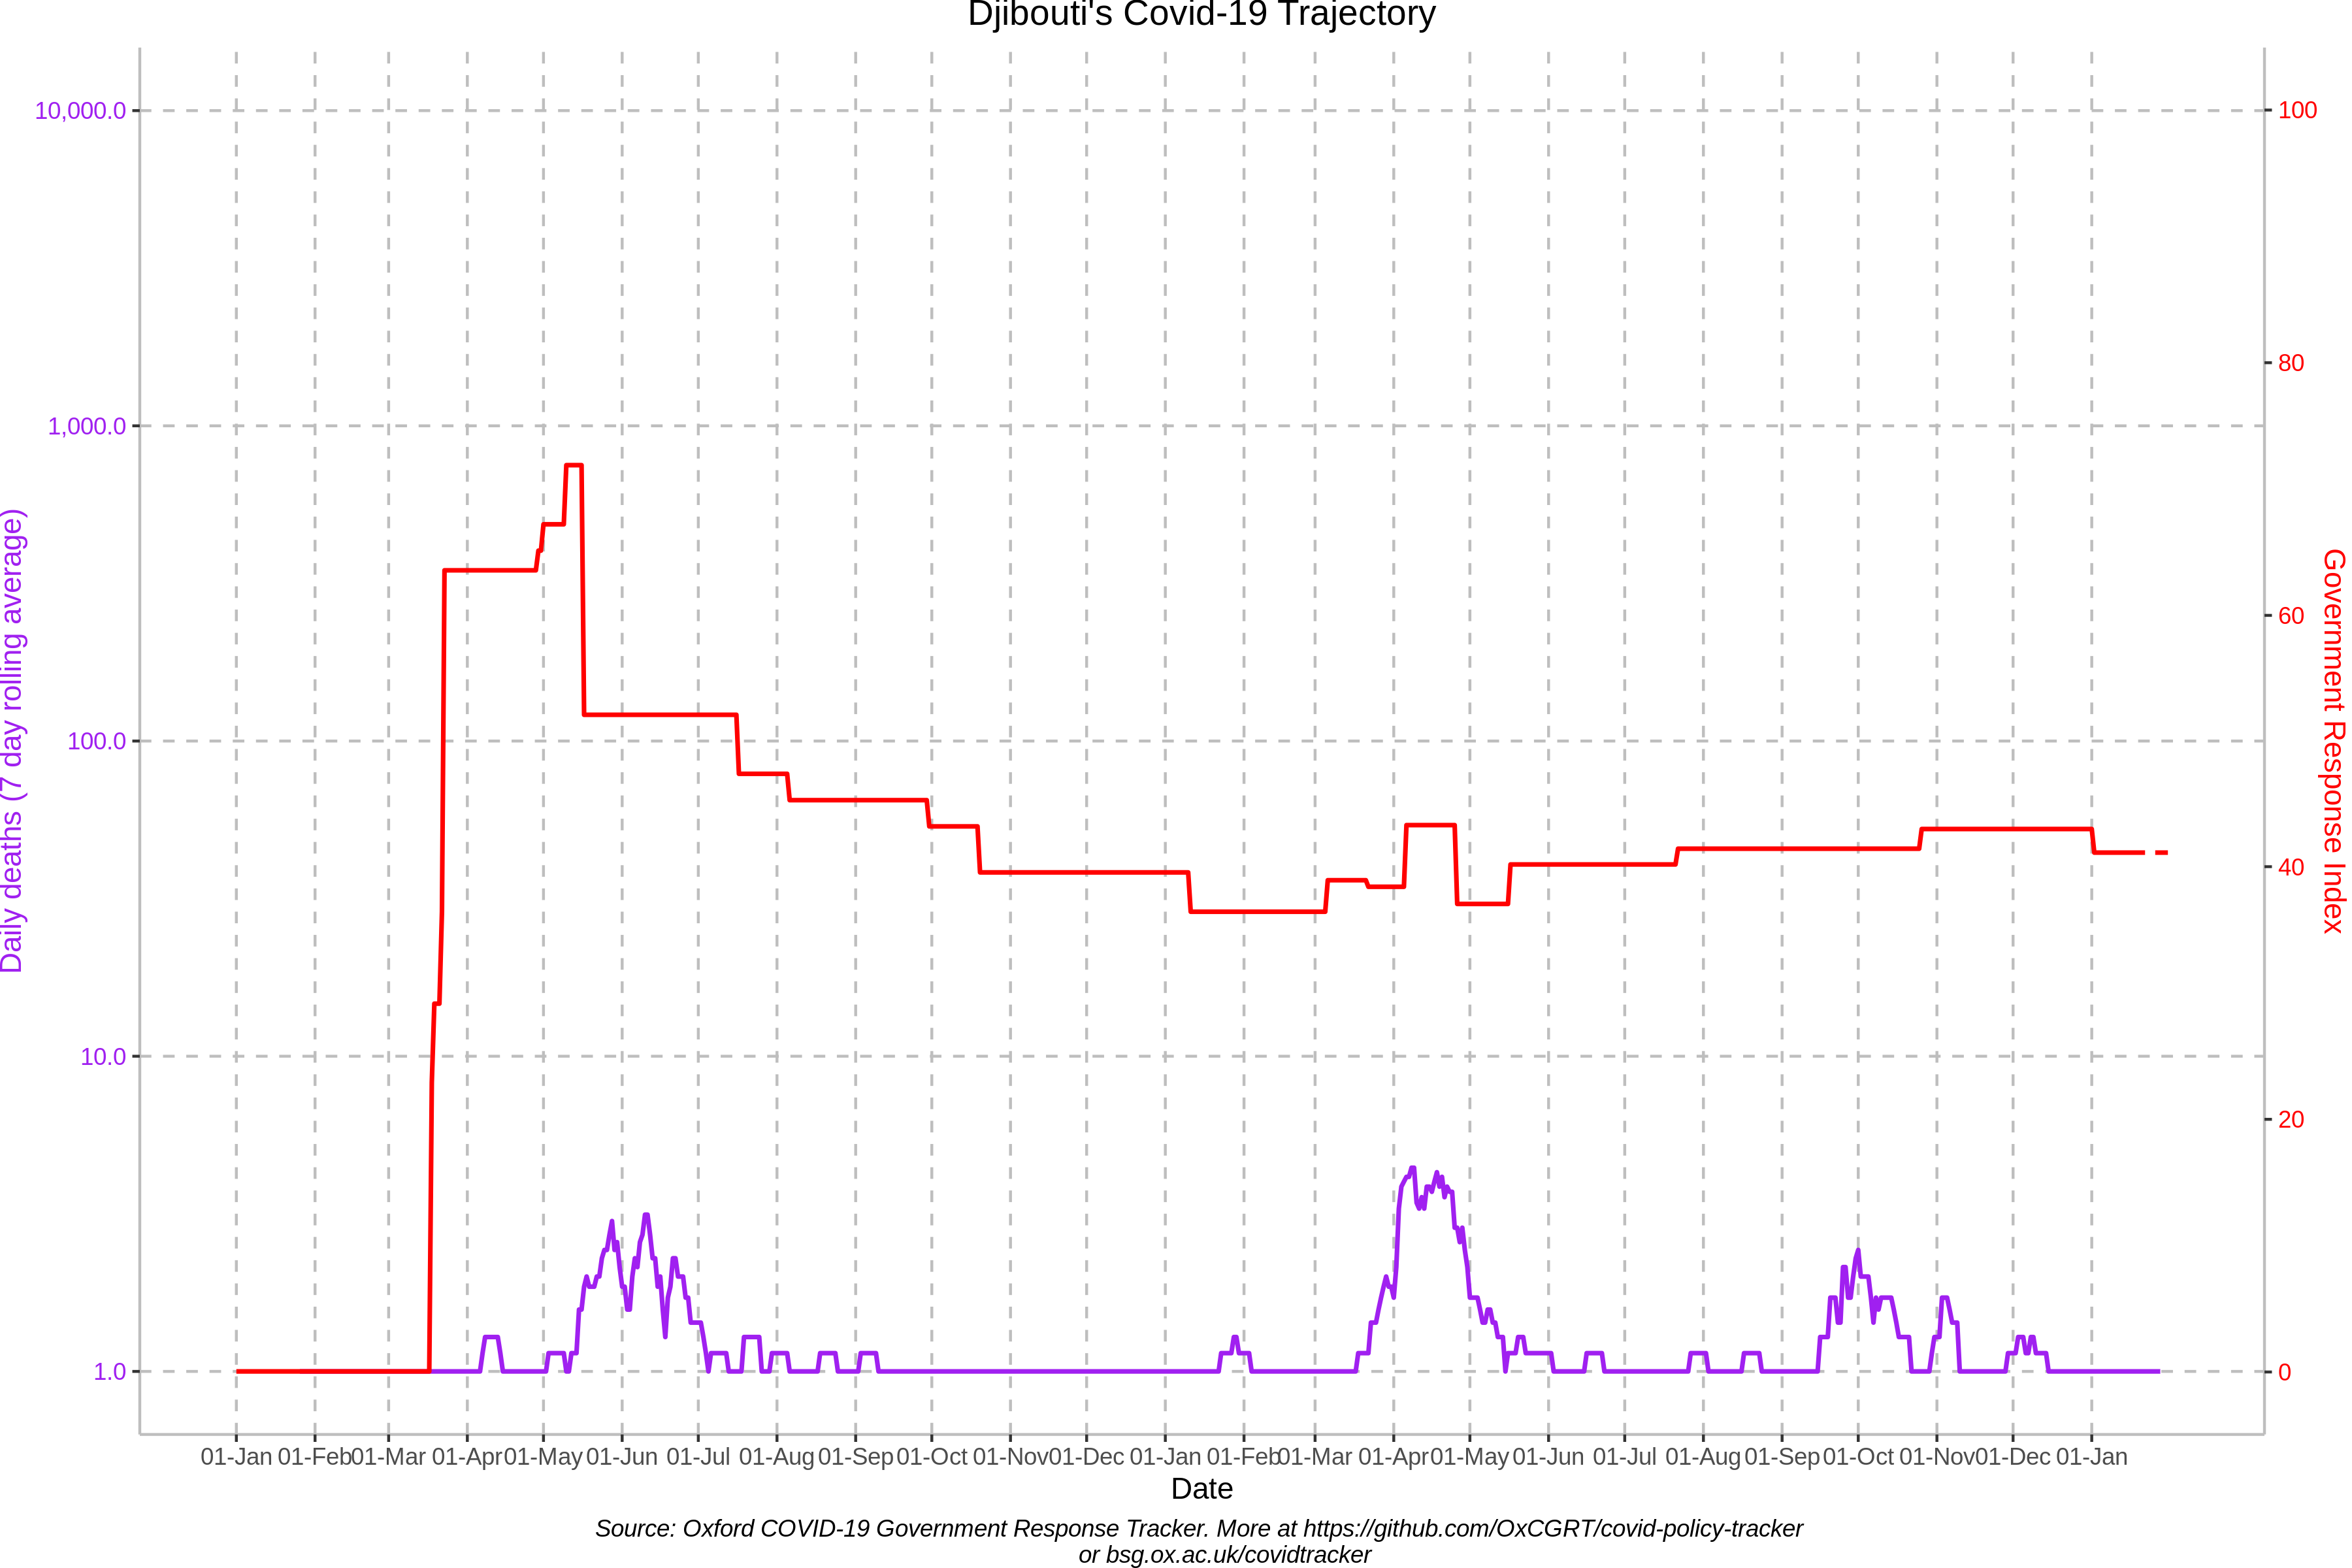 Djibouti's Covid-19 Trajectory
10,000.0
1,000.0
100.0
10.0
1.0
Daily deaths (7 day rolling average)
100
80
60
40
20
0
Government Response Index
01-Jan 01-Feb 01-Mar 01-Apr 01-May 01-Jun 01-Jul 01-Aug 01-Sep 01-Oct 01-Nov 01-Dec 01-Jan 01-Feb 01-Mar 01-Apr 01-May 01-Jun 01-Jul 01-Aug 01-Sep 01-Oct 01-Nov 01-Dec 01-Jan
Date
Source: Oxford COVID-19 Government Response Tracker. More at https://github.com/OxCGRT/covid-policy-tracker
or bsg.ox.ac.uk/covidtracker